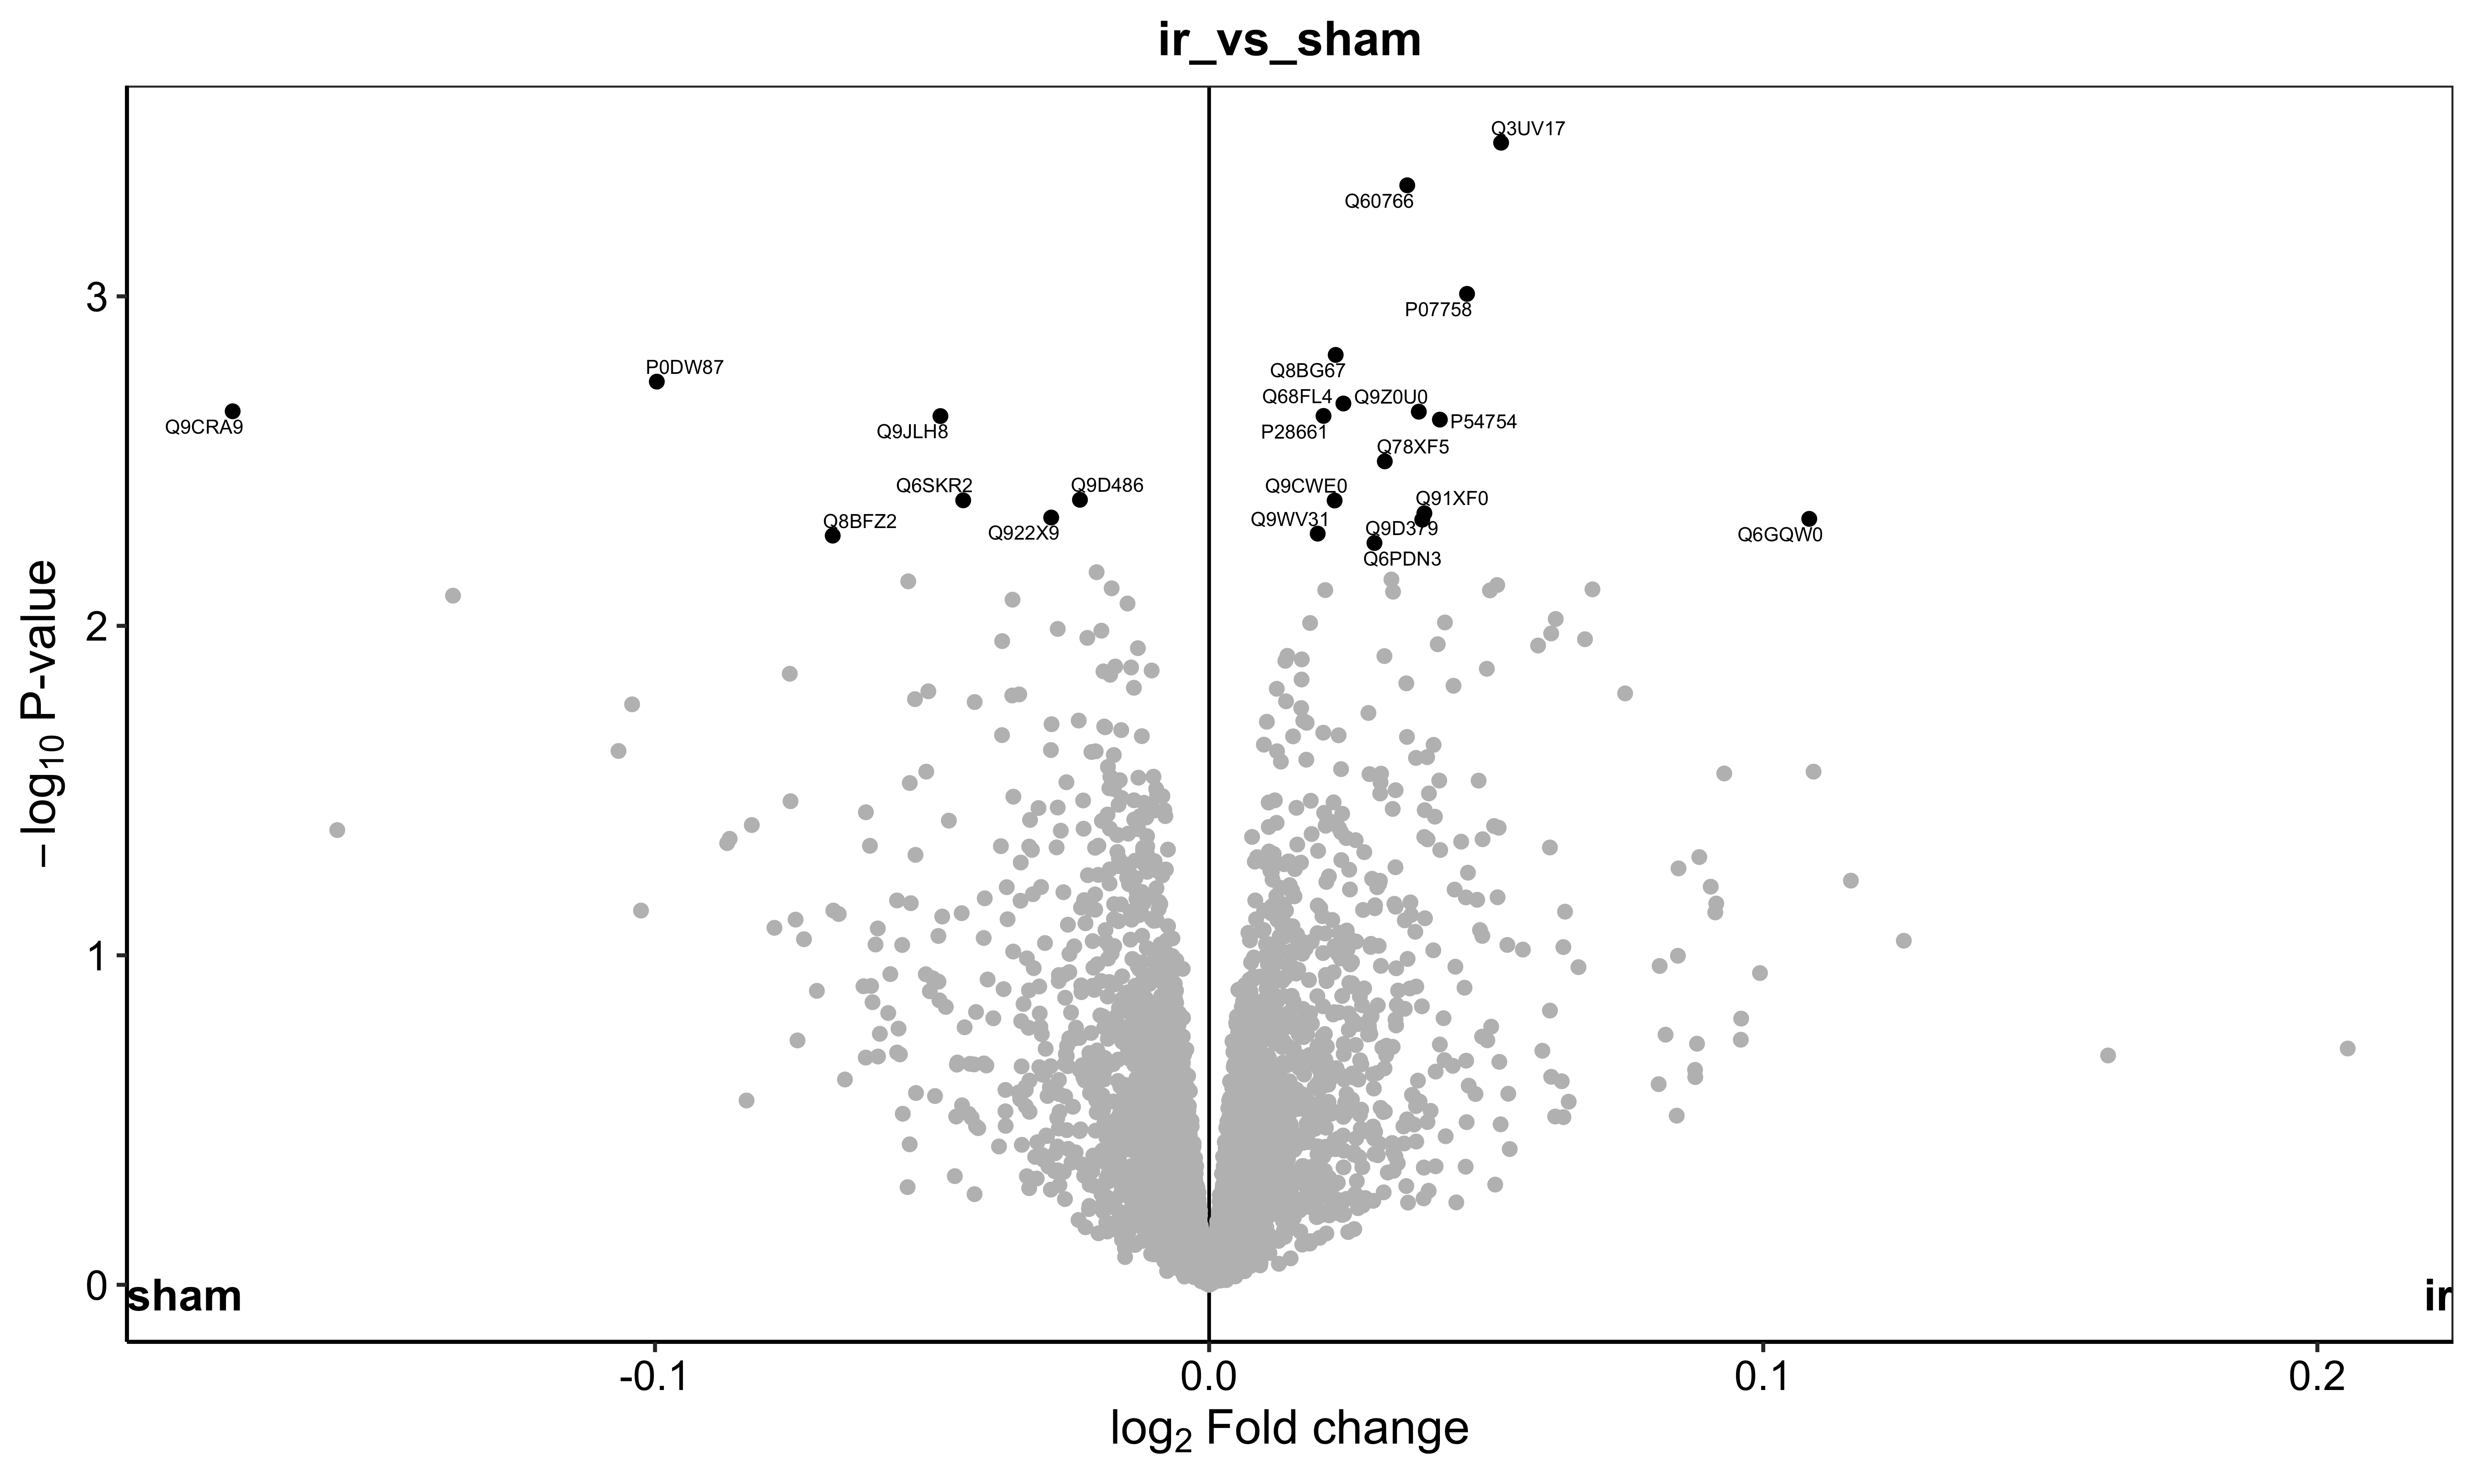 ir_vs_sham
Q3UV17
Q60766
3
P07758
P0DW87
Q8BG67
Q68FL4
Q9Z0U0
Q9CRA9
Q9JLH8
P28661
P54754
Q78XF5
Q6SKR2
Q9D486
Q9CWE0
Q91XF0
Q8BFZ2
Q922X9
Q9WV31
Q9D379
Q6GQW0
Q6PDN3
2
−log10 P-value
1
0
sham
ir
-0.1
0.0
0.1
0.2
log2 Fold change